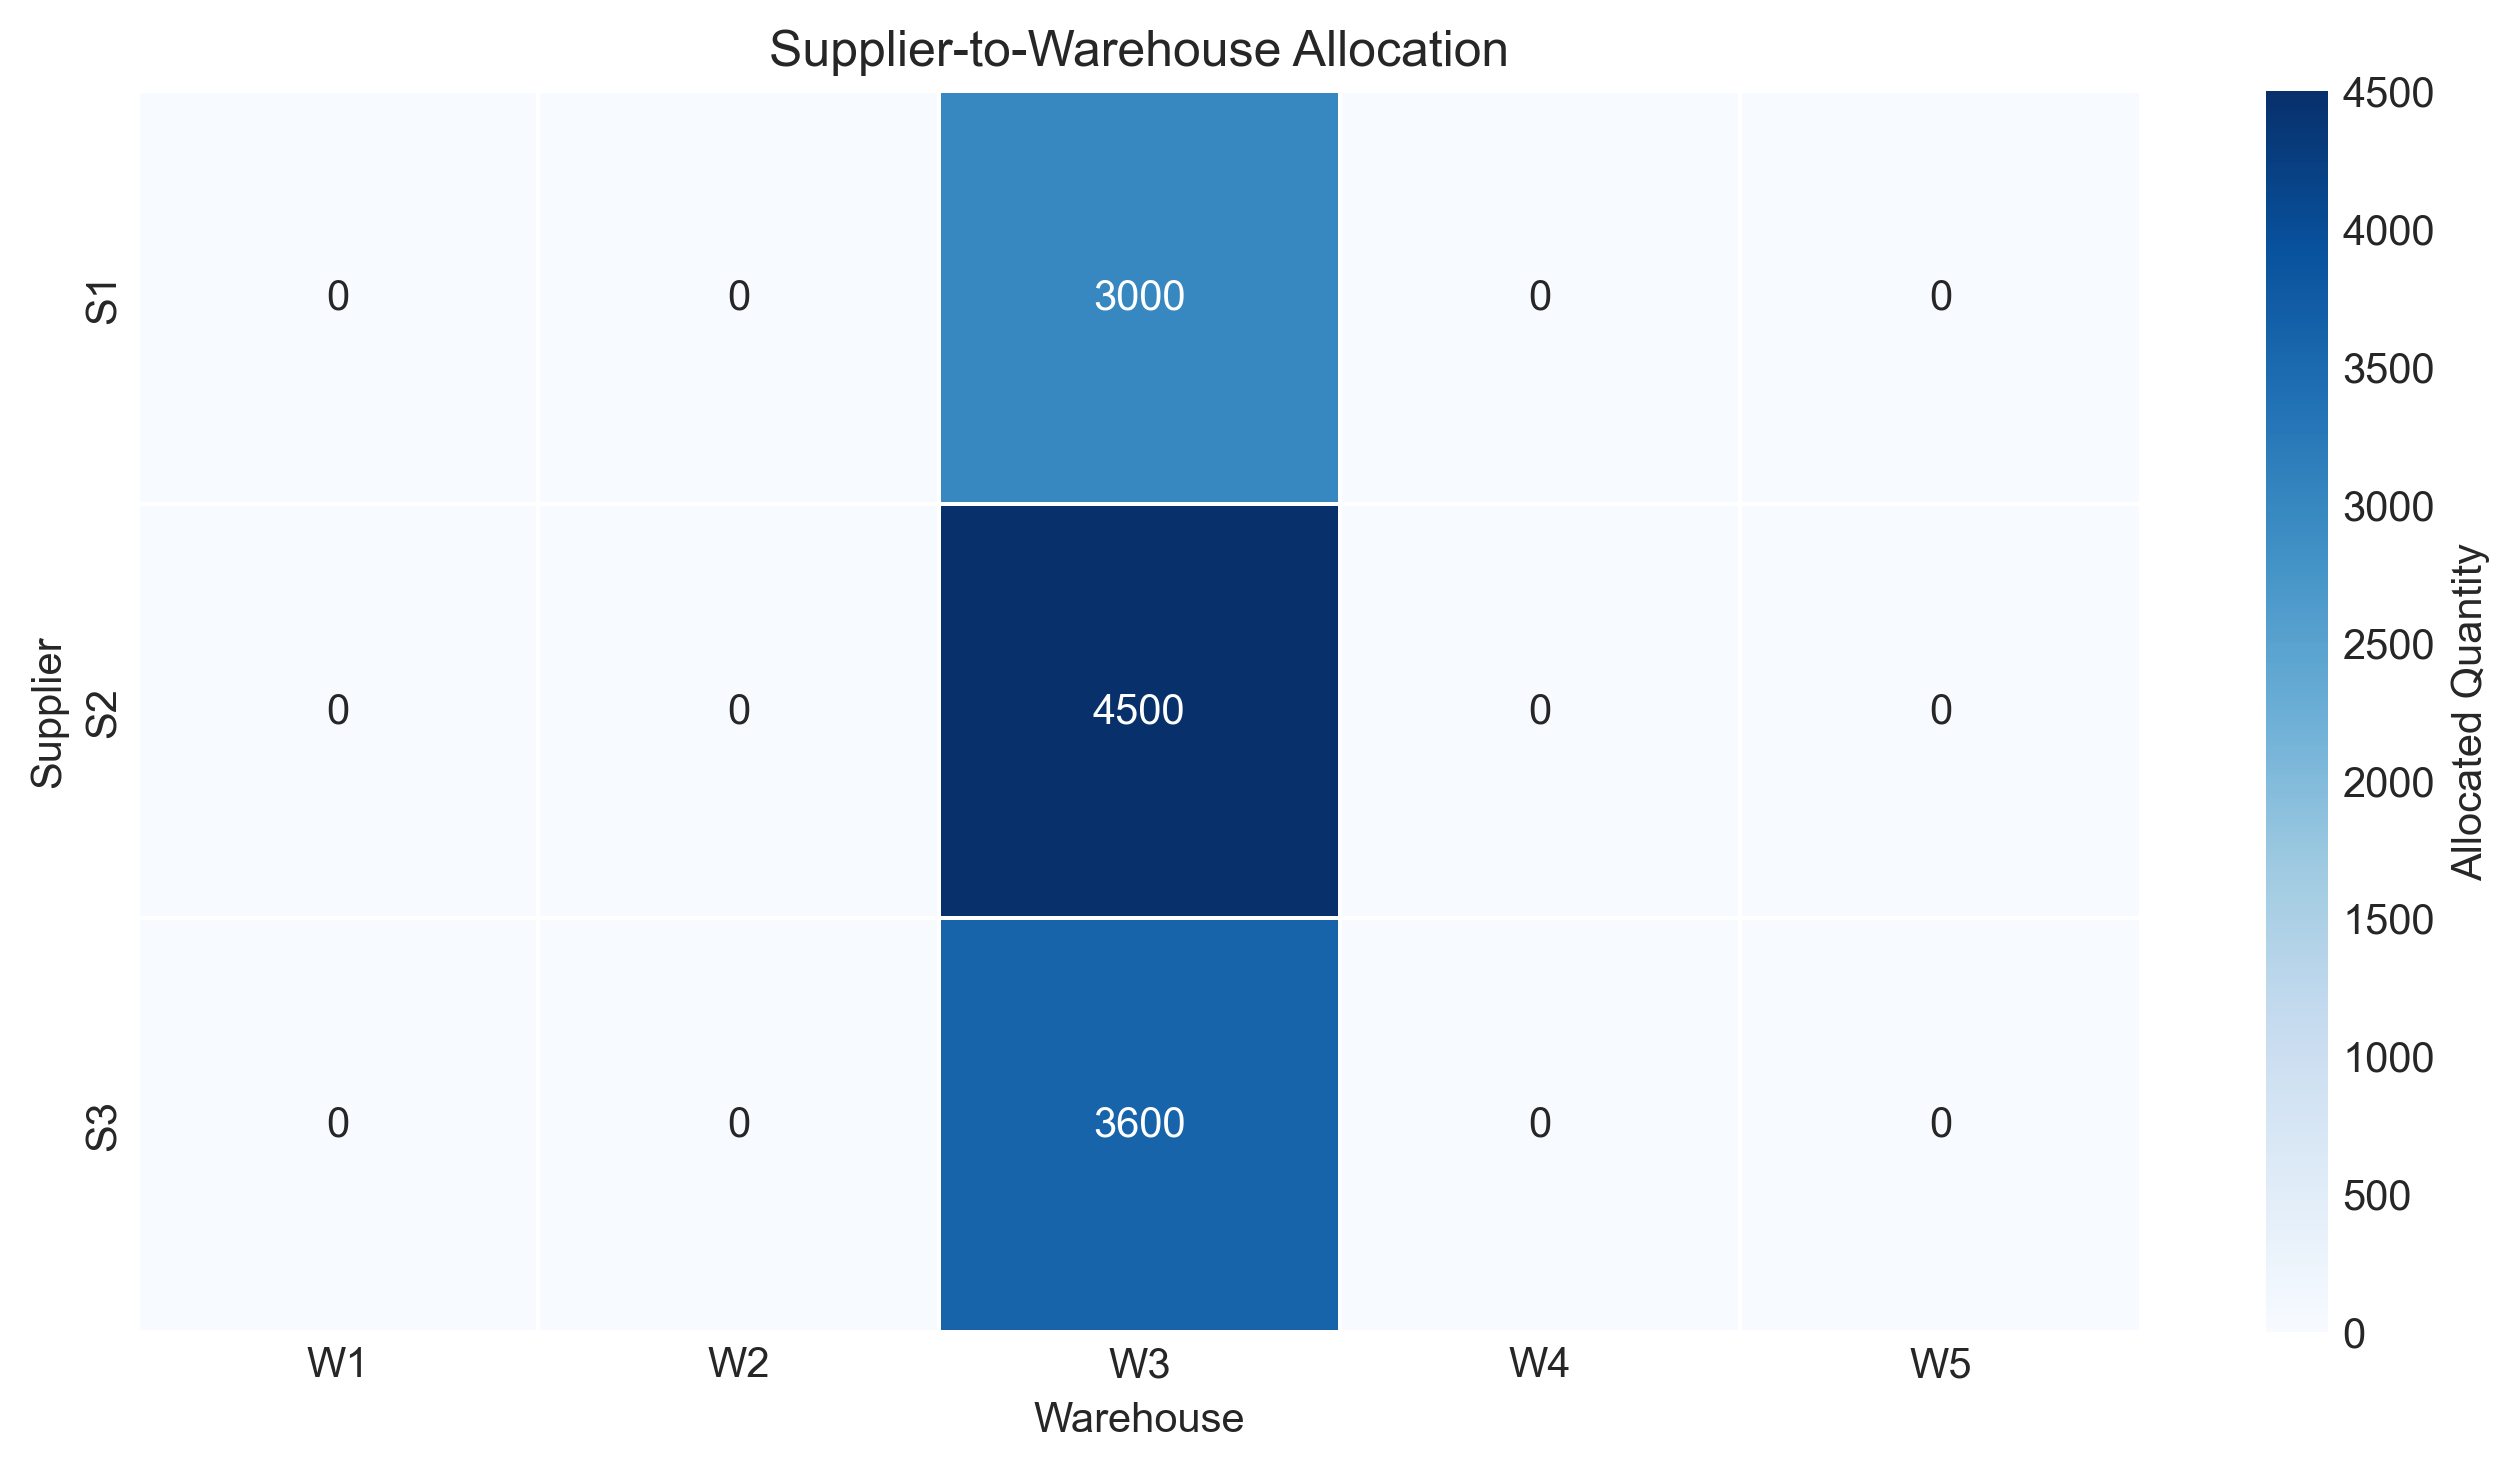 Supplier-to-Warehouse Allocation
Supplier
S1
0 0 3000 0 0
S2
0 0 4500 0 0
S3
0 0 3600 0 0
W1 W2 W3 W4 W5
Warehouse
4500
4000
3500
3000
2500
2000
1500
1000
500
0
Allocated Quantity